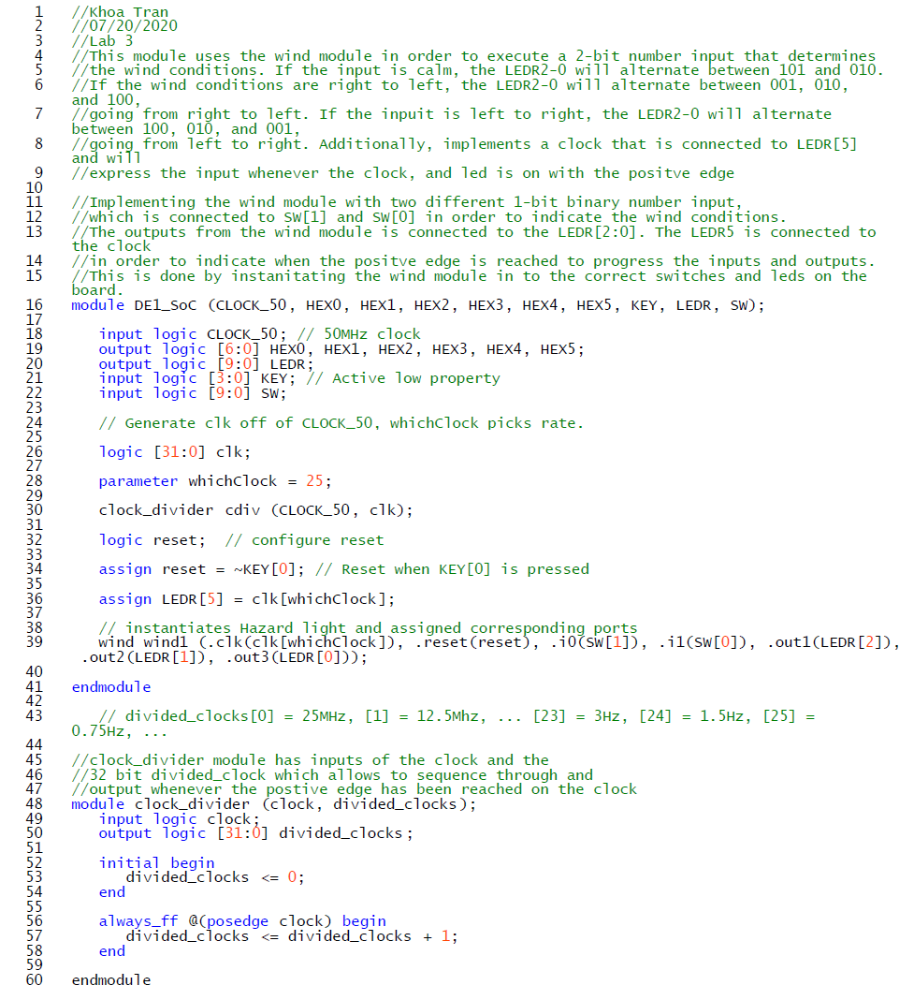 1 //Khoa Tran
2 //07/20/2020
3 //Lab 3
4 //This module uses the wind module in order to execute a 2-bit number input that determines
5 //the wind conditions. If the input is calm, the LEDR2-0 will alternate between 101 and 010.
6 //If the wind conditions are right to left, the LEDR2-0 will alternate between 001, 010,
and 100,
7 //going from right to left. If the inpuit is left to right, the LEDR2-0 will alternate
between 100, 010, and 001,
8 //going from left to right. Additionally, implements a clock that is connected to LEDR[5]
and will
9 //express the input whenever the clock, and led is on with the positve edge
10
11 //Implementing the wind module with two different 1-bit binary number input,
12 //which is connected to SW[1] and SW[0] in order to indicate the wind conditions.
13 //The outputs from the wind module is connected to the LEDR[2:0]. The LEDR5 is connected to
the clock
14 //in order to indicate when the positve edge is reached to progress the inputs and outputs.
15 //This is done by instanitating the wind module in to the correct switches and leds on the
board.
16 module DE1_SoC (CLOCK_50, HEX0, HEX1, HEX2, HEX3, HEX4, HEX5, KEY, LEDR, SW);
17
18 input logic CLOCK_50; // 50MHz clock
19 output logic [6:0] HEX0, HEX1, HEX2, HEX3, HEX4, HEX5;
20 output logic [9:0] LEDR;
21 input logic [3:0] KEY; // Active low property
22 input logic [9:0] SW;
23
24 // Generate clk off of CLOCK_50, whichClock picks rate.
25
26 logic [31:0] clk;
27
28 parameter whichClock = 25;
29
30 clock_divider cdiv (CLOCK_50, clk);
31
32 logic reset; // configure reset
33
34 assign reset = ~KEY[0]; // Reset when KEY[0] is pressed
35
36 assign LEDR[5] = clk[whichClock];
37
38 // instantiates Hazard light and assigned corresponding ports
39 wind wind1 (.clk(clk[whichClock]), .reset(reset), .i0(SW[1]), .i1(SW[0]), .out1(LEDR[2]),
.out2(LEDR[1]), .out3(LEDR[0]));
40
41 endmodule
42
43 // divided_clocks[0] = 25MHz, [1] = 12.5Mhz, ... [23] = 3Hz, [24] = 1.5Hz, [25] =
0.75Hz, ...
44
45 //clock_divider module has inputs of the clock and the
46 //32 bit divided_clock which allows to sequence through and
47 //output whenever the postive edge has been reached on the clock
48 module clock_divider (clock, divided_clocks);
49 input logic clock;
50 output logic [31:0] divided_clocks;
51
52 initial begin
53 divided_clocks <= 0;
54 end
55
56 always_ff @(posedge clock) begin
57 divided_clocks <= divided_clocks + 1;
58 end
59
60 endmodule